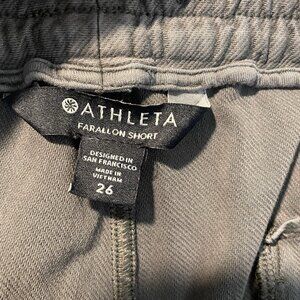 ATHLETA
FARALLON SHORT
DESIGNED IN
SAN FRANCISCO
MADE IN
VIETNAM
26